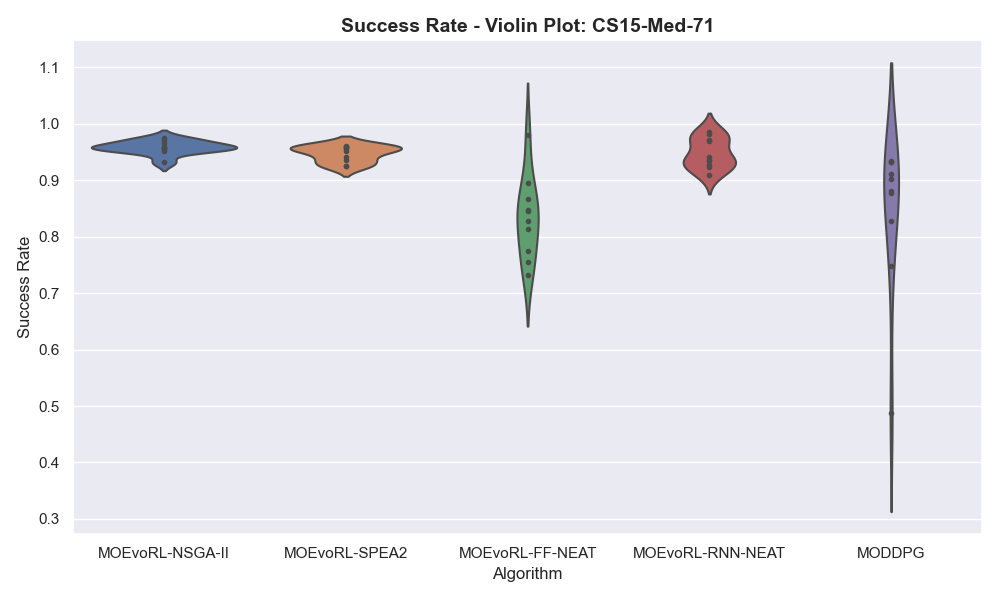 Success Rate - Violin Plot: CS15-Med-71
Success Rate
1.1
1.0
0.9
0.8
0.7
0.6
0.5
0.4
0.3
MOEvoRL-NSGA-II
MOEvoRL-SPEA2
MOEvoRL-FF-NEAT
MOEvoRL-RNN-NEAT
MODDPG
Algorithm